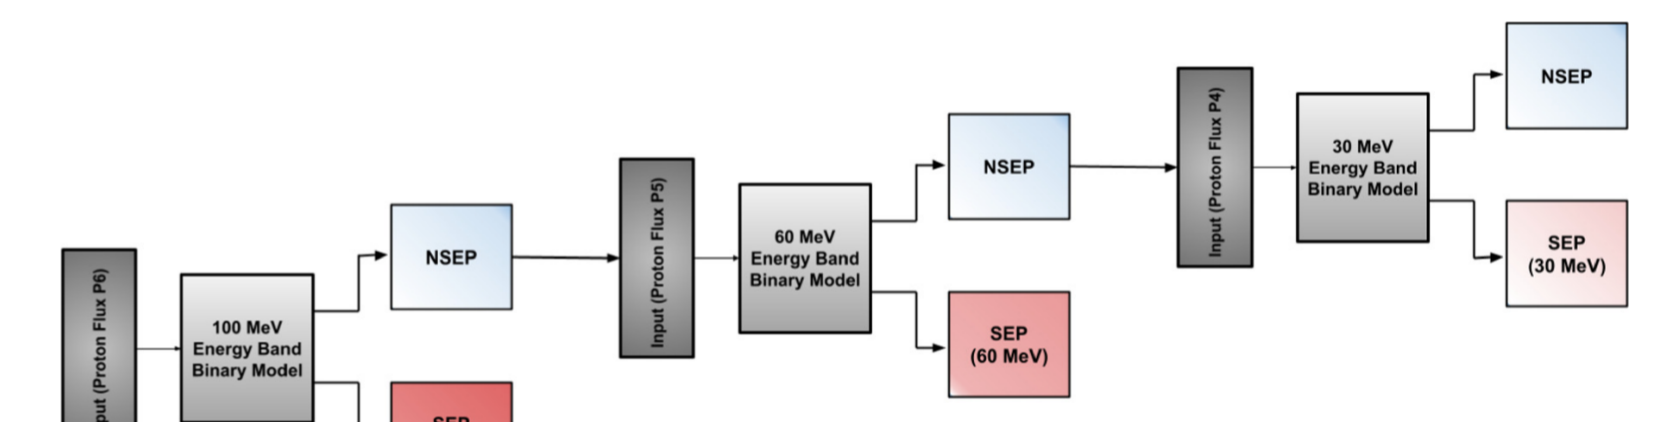 put (Proton Flux P6)
100 MeV
Energy Band
Binary Model
NSEP
SEP
Input (Proton Flux P5)
60 MeV
Energy Band
Binary Model
NSEP
SEP
(60 MeV)
Input (Proton Flux P4)
30 MeV
Energy Band
Binary Model
NSEP
SEP
(30 MeV)